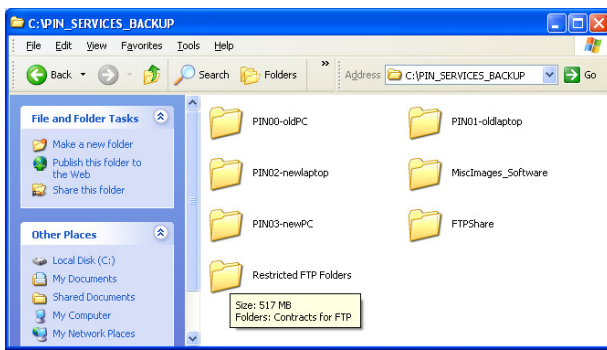 C:\PIN_SERVICES_BACKUP
File Edit View Favorites Tools Help
Back Search Folders » Address C:\PIN_SERVICES_BACKUP Go
File and Folder Tasks
Make a new folder
Publish this folder to
the Web
Share this folder
Other Places
Local Disk (C:)
My Documents
Shared Documents
My Computer
My Network Places
PIN00-oldPC
PIN01-oldlaptop
PIN02-newlaptop
MiscImages_Software
PIN03-newPC
FTPShare
Restricted FTP Folders
Size: 517 MB
Folders: Contracts for FTP